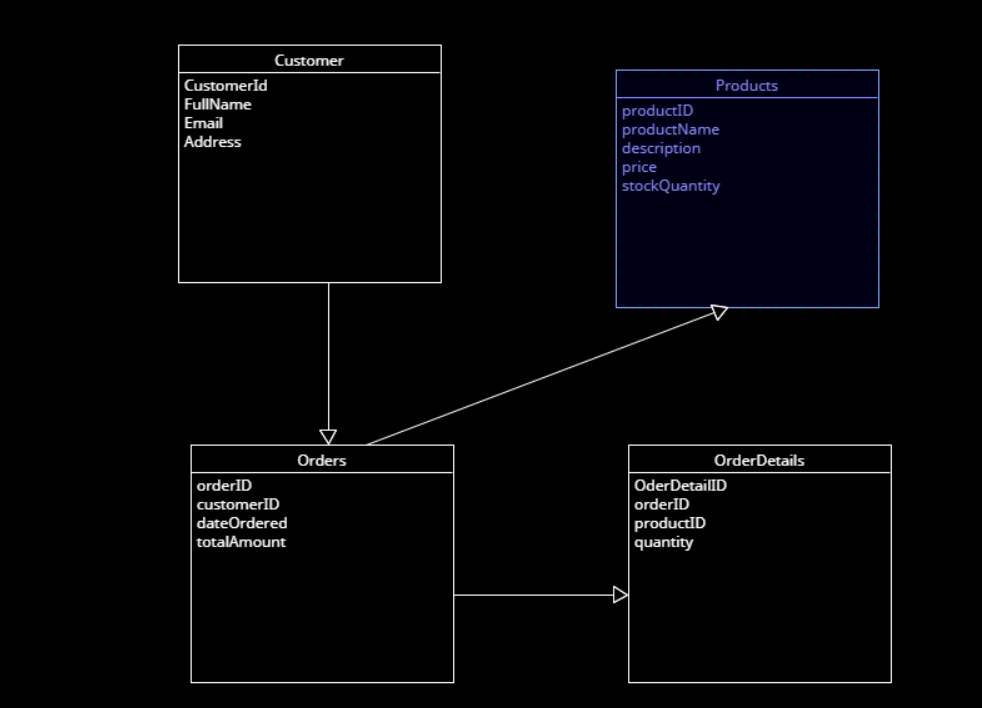 Customer
CustomerId
FullName
Email
Address
Products
productID
productName
description
price
stockQuantity
Orders
orderID
customerID
dateOrdered
totalAmount
OrderDetails
OderDetailID
orderID
productID
quantity